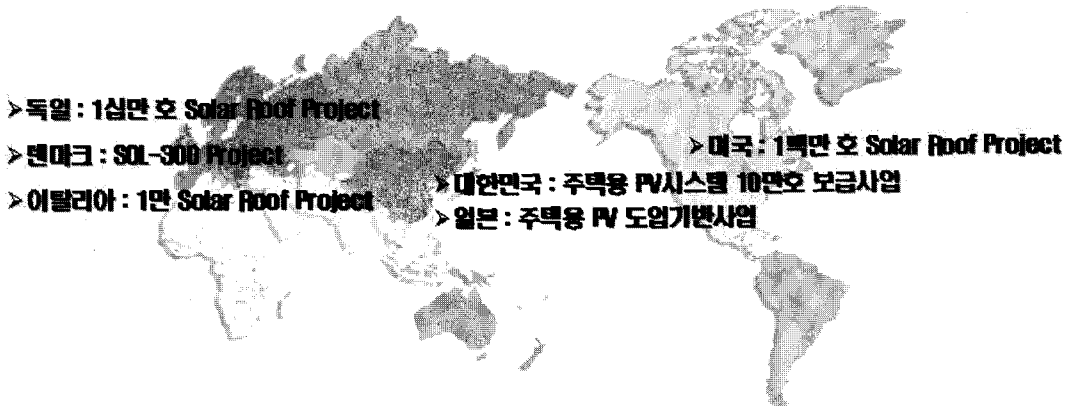 ➢독일 : 1십만 호 Solar Roof Project
➢덴마크 : SOL-300 Project
➢이탈리아 : 1만 Solar Roof Project
➢미국 : 1백만 호 Solar Roof Project
➢대한민국 : 주택용 PV시스템 10만호 보급사업
➢일본 : 주택용 PV 도입기반사업